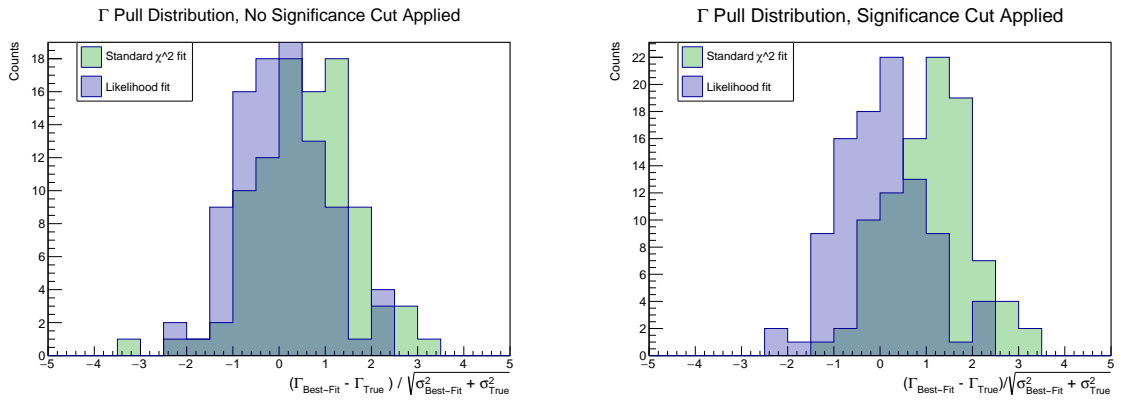 Γ Pull Distribution, No Significance Cut Applied
Counts
Standard χ^2 fit
Likelihood fit
18
16
14
12
10
8
6
4
2
0
−5 −4 −3 −2 −1 0 1 2 3 4 5
(Γ_Best−Fit - Γ_True ) / √σ²_Best−Fit + σ²_True
Γ Pull Distribution, Significance Cut Applied
Counts
Standard χ^2 fit
Likelihood fit
22
20
18
16
14
12
10
8
6
4
2
0
−5 −4 −3 −2 −1 0 1 2 3 4 5
(Γ_Best−Fit - Γ_True)/√σ²_Best−Fit + σ²_True